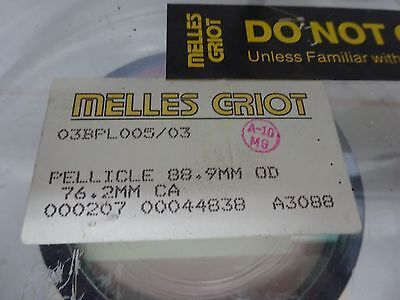 MELLES GRIOT
DO NOT
Unless Familiar with
MELLES GRIOT
03BPL005/03
A-10
MG
PELLICLE 88.9MM OD
76.2MM CA
000267 00044838 A3088